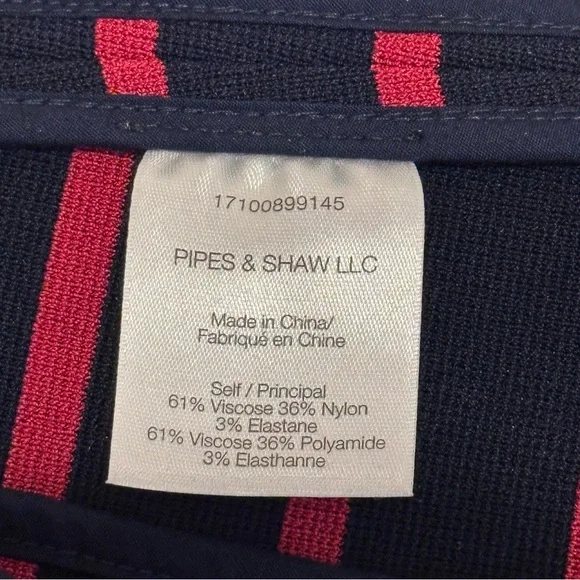 17100899145
PIPES & SHAW LLC
Made in China/
Fabriqué en Chine
Self / Principal
61% Viscose 36% Nylon
3% Elastane
61% Viscose 36% Polyamide
3% Elasthanne